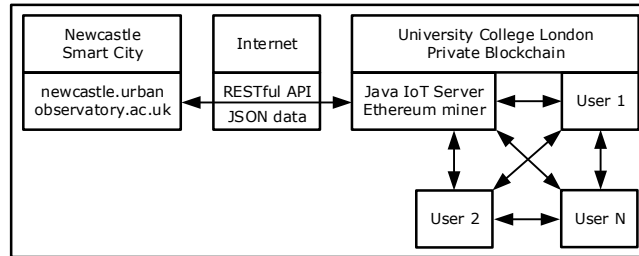 Newcastle
Smart City
newcastle.urban
observatory.ac.uk
Internet
RESTful API
JSON data
University College London
Private Blockchain
Java IoT Server
Ethereum miner
User 1
User 2
User N